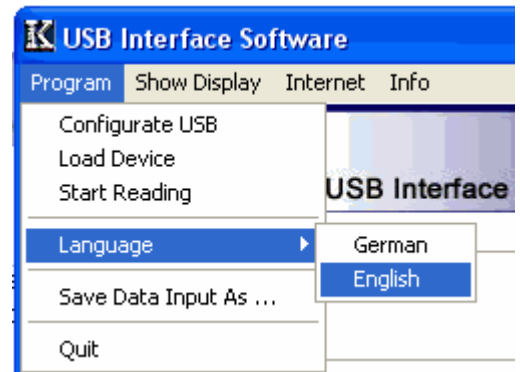 K USB Interface Software
Program Show Display Internet Info
Configurate USB
Load Device
Start Reading
USB Interface
Language
German
English
Save Data Input As ...
Quit